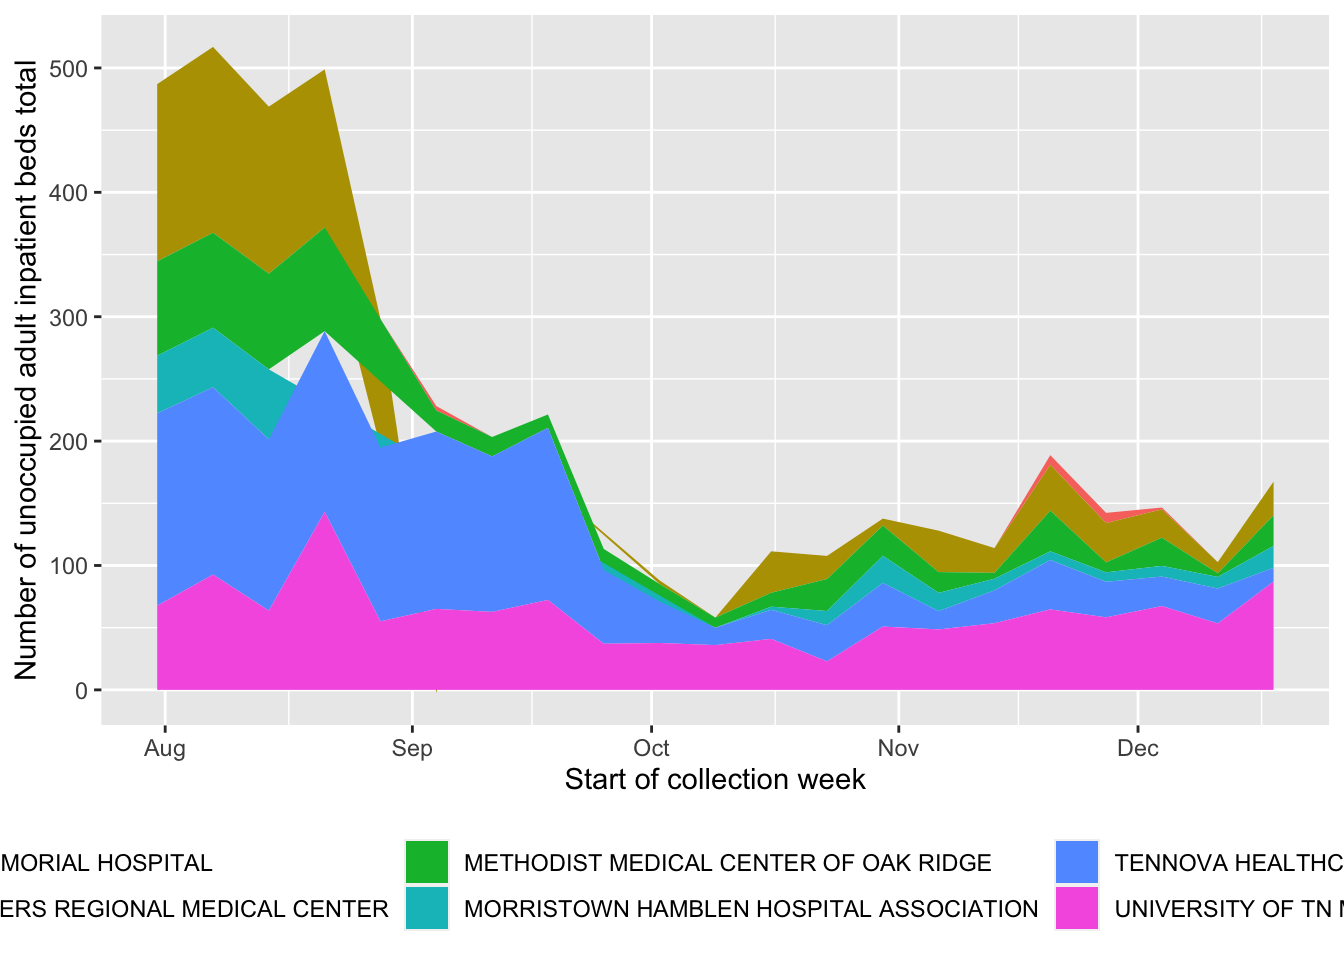 Number of unoccupied adult inpatient beds total
500
400
300
200
100
0
Aug Sep Oct Nov Dec
Start of collection week
MORIAL HOSPITAL METHODIST MEDICAL CENTER OF OAK RIDGE TENNOVA HEALTHC
ERS REGIONAL MEDICAL CENTER MORRISTOWN HAMBLEN HOSPITAL ASSOCIATION UNIVERSITY OF TN M